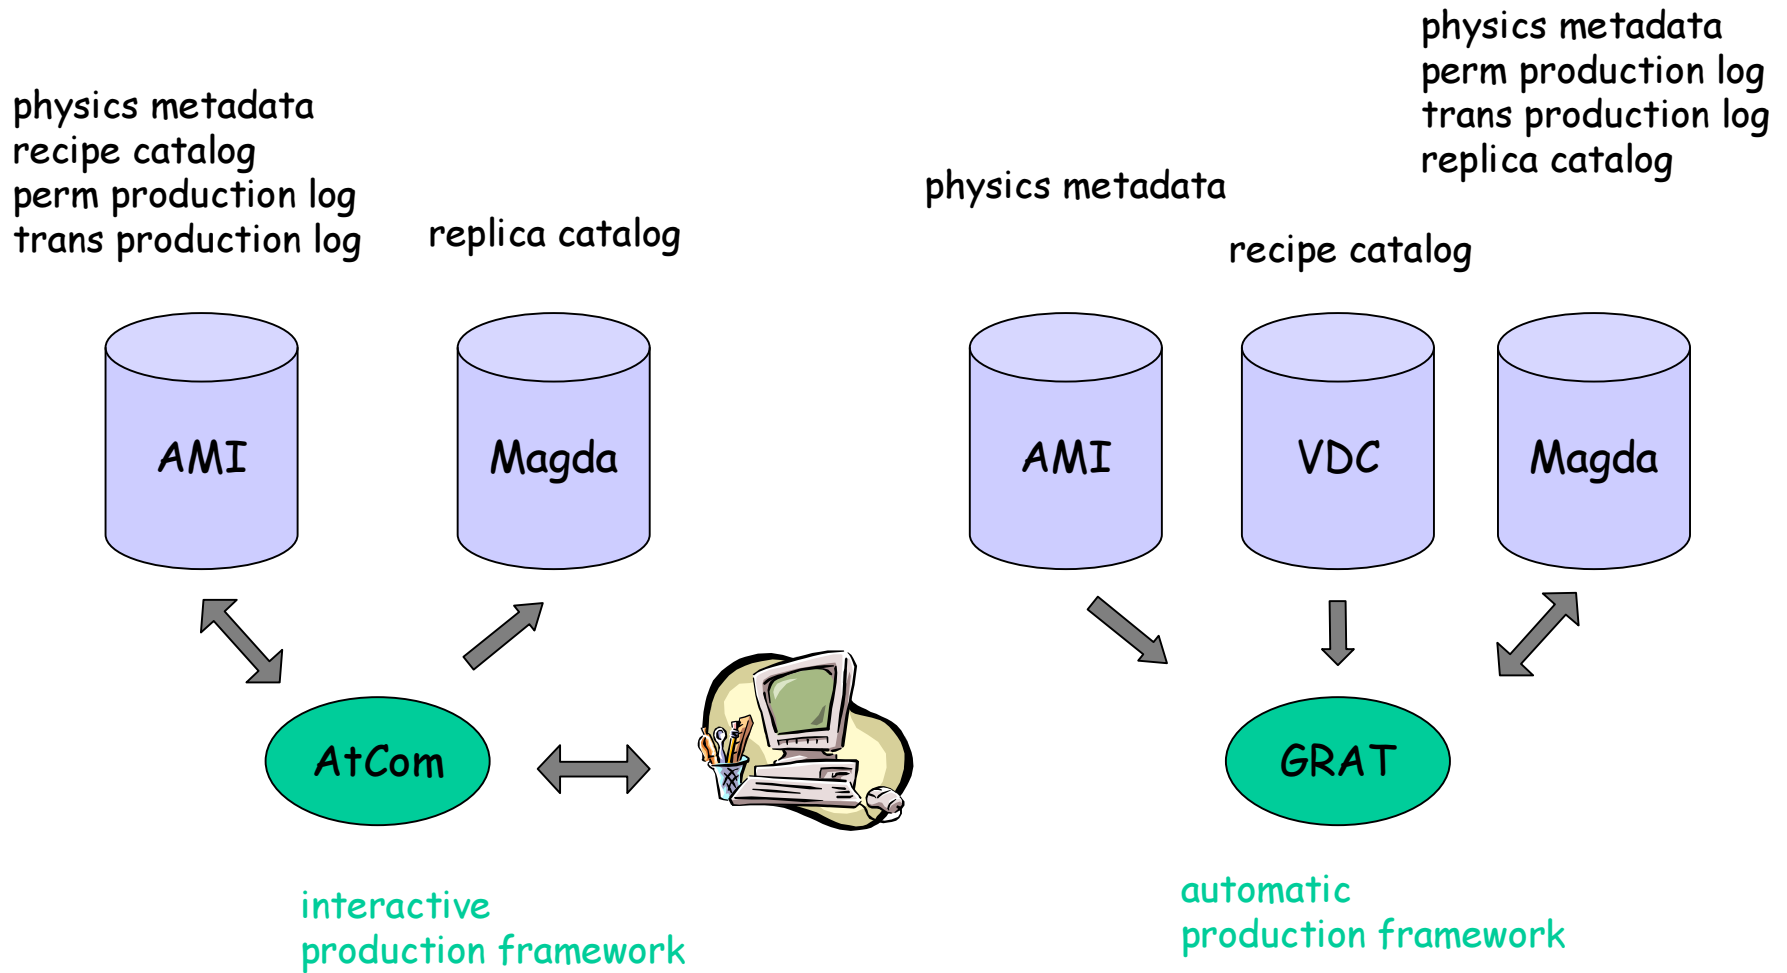 physics metadata
recipe catalog
perm production log
trans production log
replica catalog
AMI
Magda
AtCom
interactive
production framework
physics metadata
recipe catalog
physics metadata
perm production log
trans production log
replica catalog
AMI
VDC
Magda
GRAT
automatic
production framework